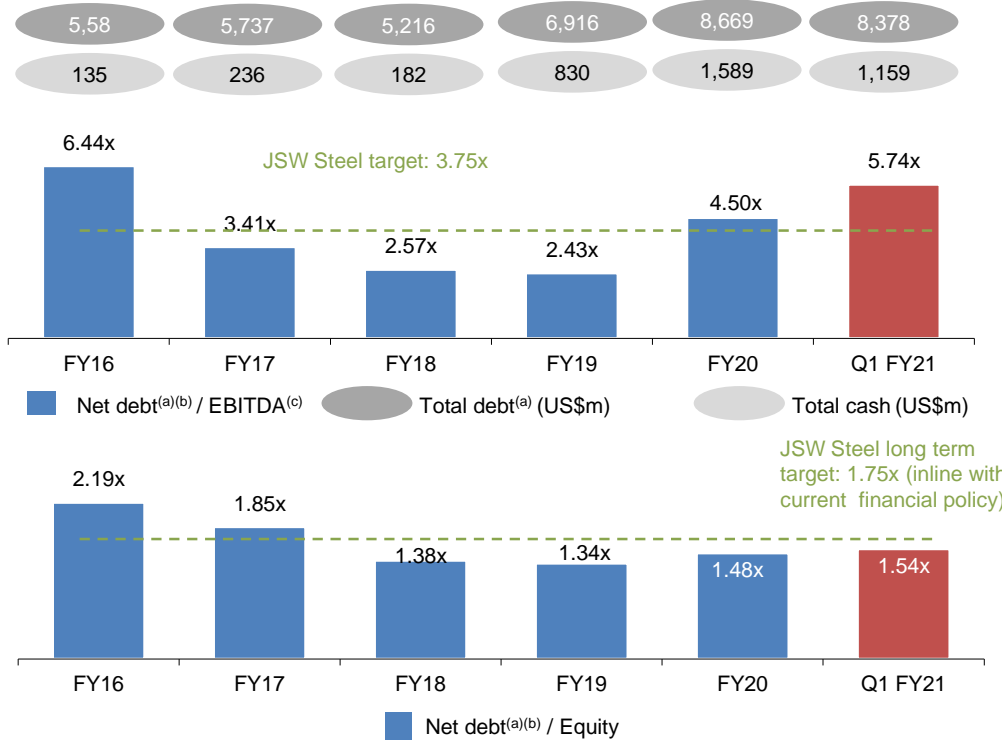 5,58 5,737 5,216 6,916 8,669 8,378
135 236 182 830 1,589 1,159
6.44x 3.41x 2.57x 2.43x 4.50x 5.74x
JSW Steel target: 3.75x
FY16 FY17 FY18 FY19 FY20 Q1 FY21
Net debt(a)(b) / EBITDA(c) Total debt(a) (US$m) Total cash (US$m)
JSW Steel long term
target: 1.75x (inline with
current financial policy)
2.19x 1.85x 1.38x 1.34x 1.48x 1.54x
FY16 FY17 FY18 FY19 FY20 Q1 FY21
Net debt(a)(b) / Equity